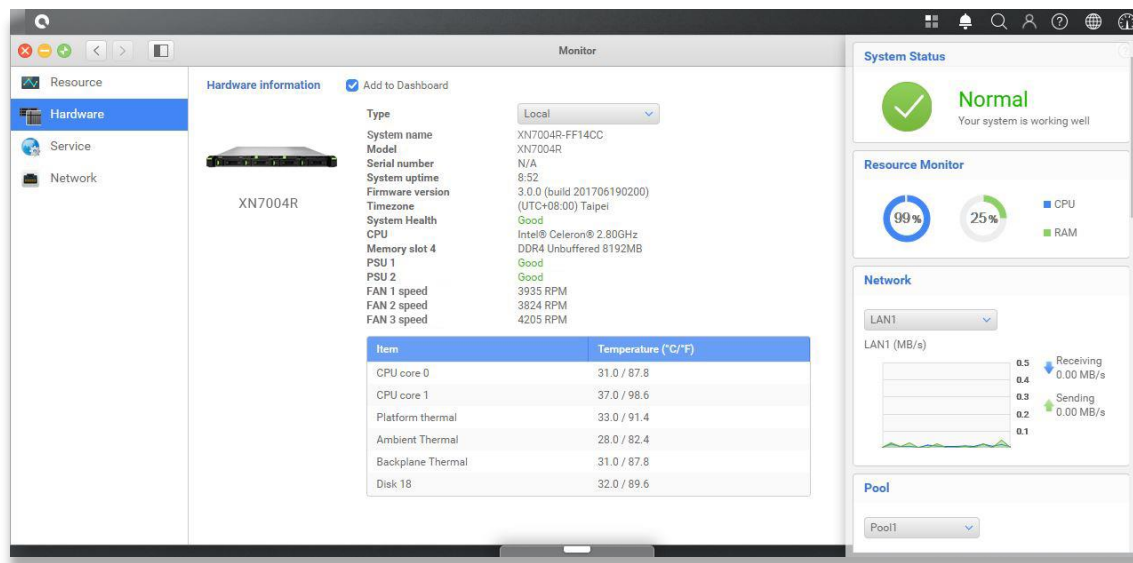 Monitor
Resource
Hardware
Service
Network
Hardware information
Add to Dashboard
XN7004R
Type Local
System name XN7004R-FF14CC
Model XN7004R
Serial number N/A
System uptime 8:52
Firmware version 3.0.0 (build 201706190200)
Timezone (UTC+08:00) Taipei
System Health Good
CPU Intel® Celeron® 2.80GHz
Memory slot 4 DDR4 Unbuffered 8192MB
PSU 1 Good
PSU 2 Good
FAN 1 speed 3935 RPM
FAN 2 speed 3824 RPM
FAN 3 speed 4205 RPM
Item Temperature (°C/°F)
CPU core 0 31.0 / 87.8
CPU core 1 37.0 / 98.6
Platform thermal 33.0 / 91.4
Ambient Thermal 28.0 / 82.4
Backplane Thermal 31.0 / 87.8
Disk 18 32.0 / 89.6
System Status
Normal
Your system is working well
Resource Monitor
99%
25%
CPU
RAM
Network
LAN1
LAN1 (MB/s)
0.5
0.4
0.3
0.2
0.1
Receiving
0.00 MB/s
Sending
0.00 MB/s
Pool
Pool1